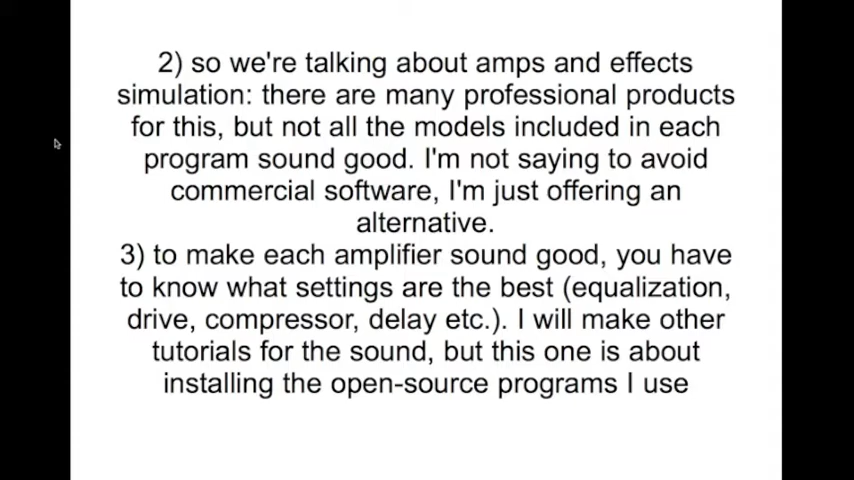 2) so we're talking about amps and effects
simulation: there are many professional products
for this, but not all the models included in each
program sound good. I'm not saying to avoid
commercial software, I'm just offering an
alternative.
3) to make each amplifier sound good, you have
to know what settings are the best (equalization,
drive, compressor, delay etc.). I will make other
tutorials for the sound, but this one is about
installing the open-source programs I use